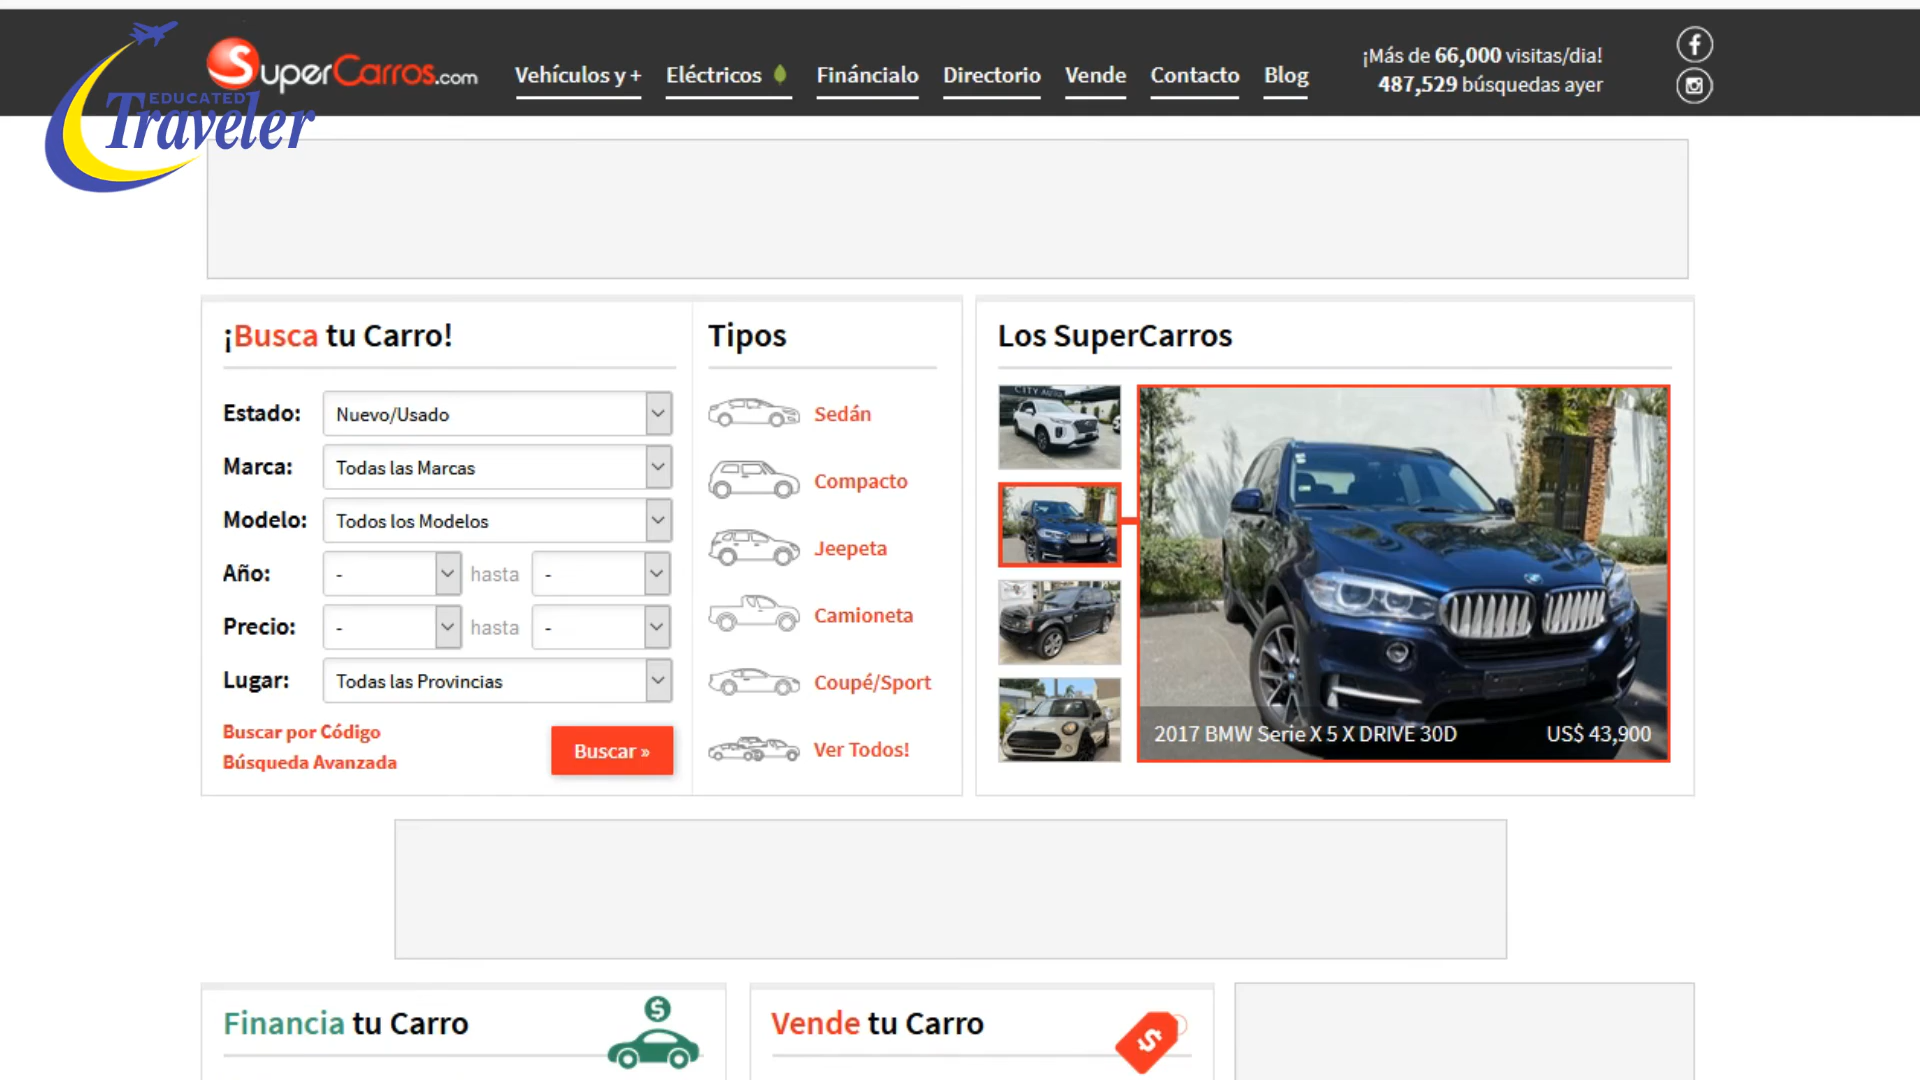 SuperCarros.com
EDUCATED
Traveler
Vehículos y +
Eléctricos
Fináncialo
Directorio
Vende
Contacto
Blog
¡Más de 66,000 visitas/dia!
487,529 búsquedas ayer
¡Busca tu Carro!
Estado: Nuevo/Usado
Marca: Todas las Marcas
Modelo: Todos los Modelos
Año: - hasta -
Precio: - hasta -
Lugar: Todas las Provincias
Buscar por Código
Búsqueda Avanzada
Buscar »
Tipos
Sedán
Compacto
Jeepeta
Camioneta
Coupé/Sport
Ver Todos!
Los SuperCarros
CITY AUTOS
2017 BMW Serie X 5 X DRIVE 30D
US$ 43,900
Financia tu Carro
$
Vende tu Carro
$